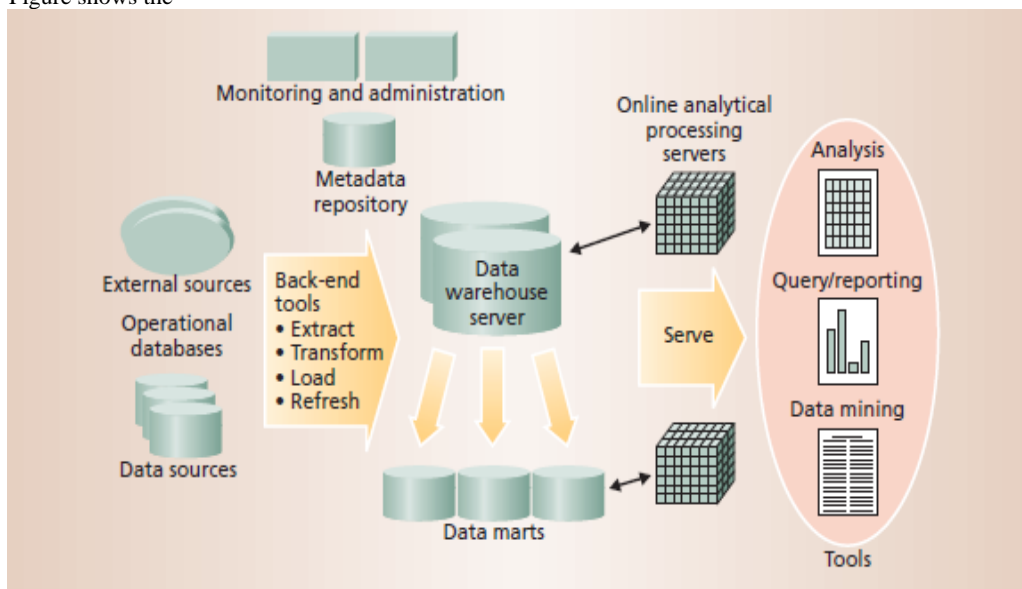 Figure shows the
Monitoring and administration
Metadata
repository
External sources
Operational
databases
Data sources
Back-end
tools
• Extract
• Transform
• Load
• Refresh
Data
warehouse
server
Data marts
Online analytical
processing
servers
Serve
Analysis
Query/reporting
Data mining
Tools